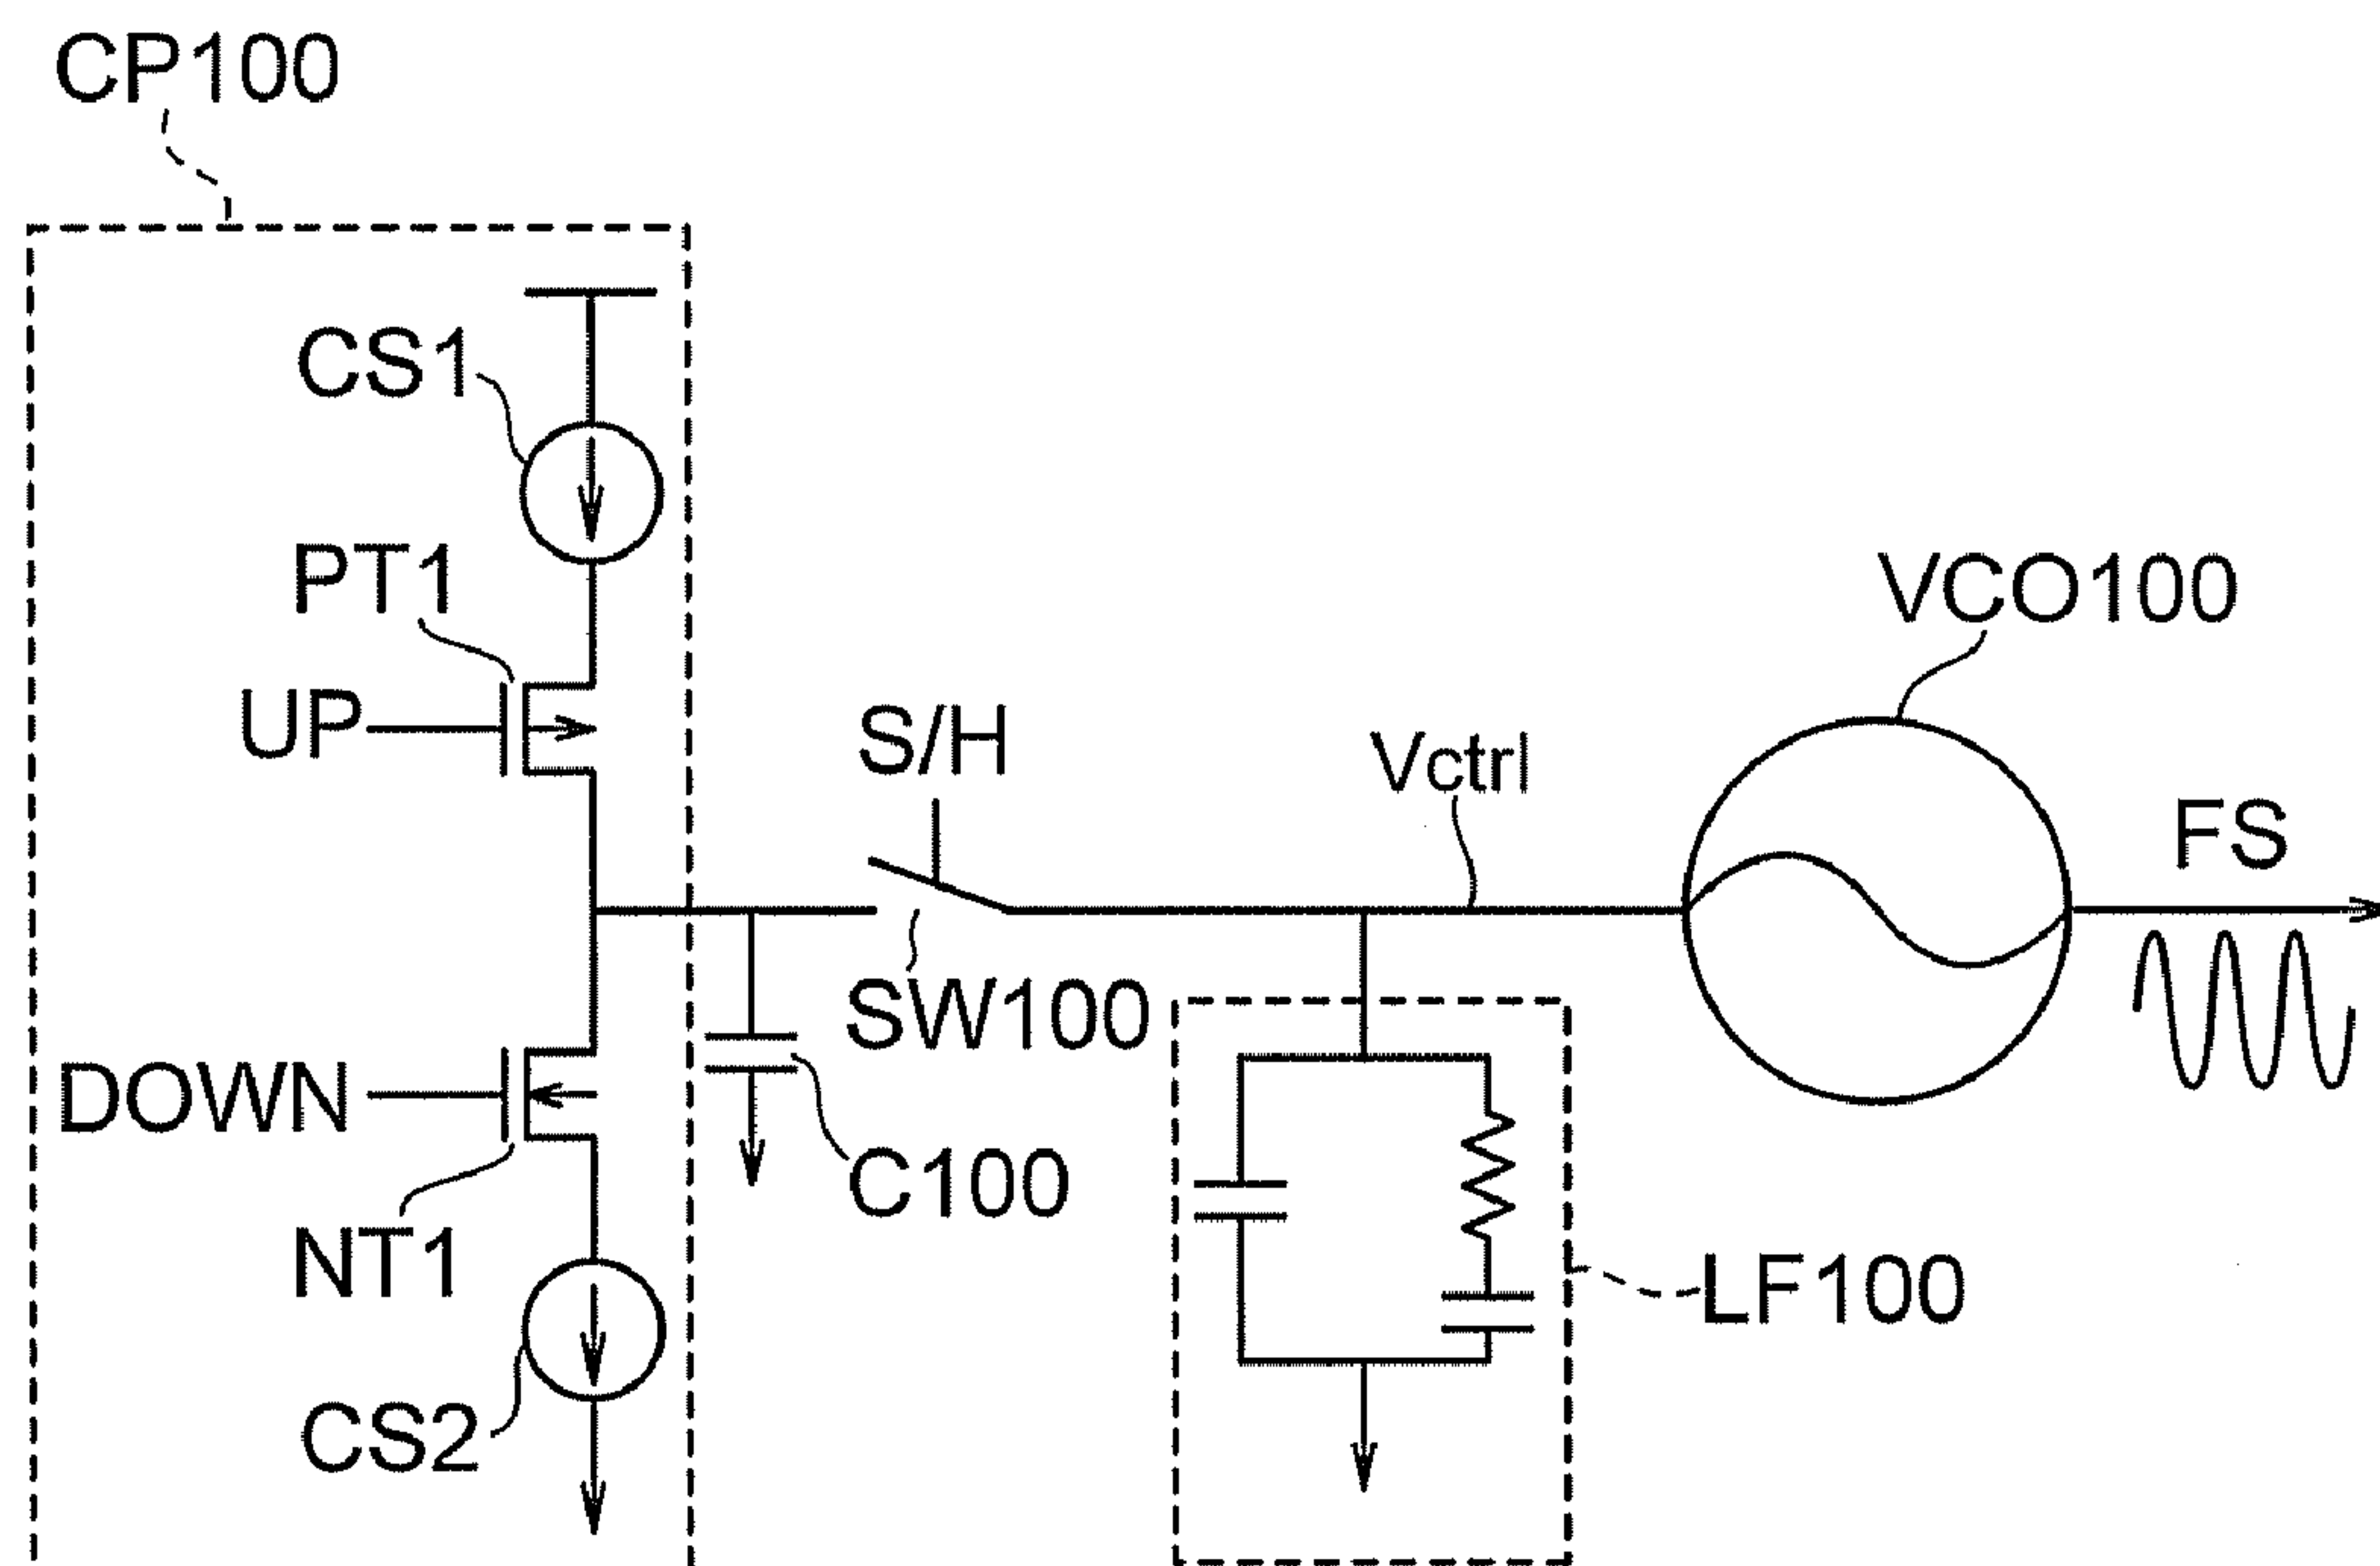 CP100
CS1
PT1
UP
DOWN
NT1
CS2
S/H
SW100
C100
Vctrl
LF100
VCO100
FS